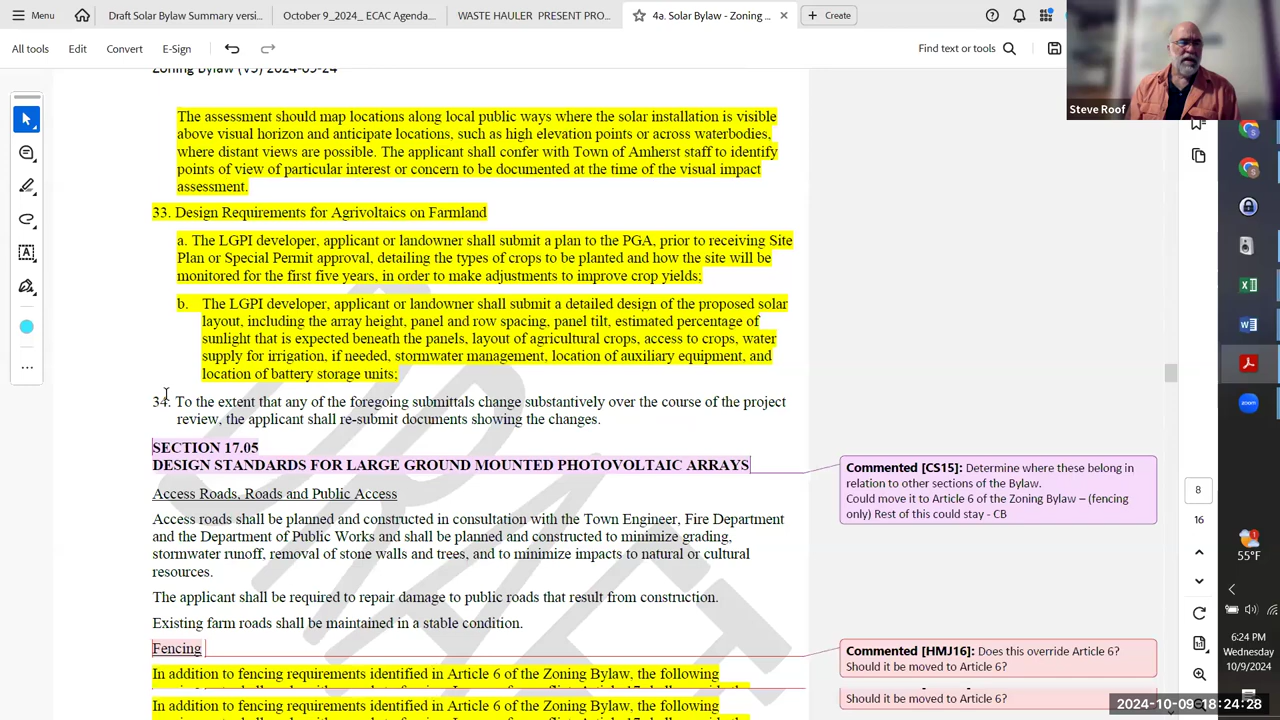 Menu
Draft Solar Bylaw Summary versi...
October 9_2024_ ECAC Agenda...
WASTE HAULER PRESENT PRO...
4a. Solar Bylaw - Zoning ...
Create
All tools
Edit
Convert
E-Sign
Find text or tools
Steve Roof
Zoning Bylaw (V5) 2024-05-24
The assessment should map locations along local public ways where the solar installation is visible
above visual horizon and anticipate locations, such as high elevation points or across waterbodies,
where distant views are possible. The applicant shall confer with Town of Amherst staff to identify
points of view of particular interest or concern to be documented at the time of the visual impact
assessment.
33. Design Requirements for Agrivoltaics on Farmland
a. The LGPI developer, applicant or landowner shall submit a plan to the PGA, prior to receiving Site
Plan or Special Permit approval, detailing the types of crops to be planted and how the site will be
monitored for the first five years, in order to make adjustments to improve crop yields;
b. The LGPI developer, applicant or landowner shall submit a detailed design of the proposed solar
layout, including the array height, panel and row spacing, panel tilt, estimated percentage of
sunlight that is expected beneath the panels, layout of agricultural crops, access to crops, water
supply for irrigation, if needed, stormwater management, location of auxiliary equipment, and
location of battery storage units;
34. To the extent that any of the foregoing submittals change substantively over the course of the project
review, the applicant shall re-submit documents showing the changes.
SECTION 17.05
DESIGN STANDARDS FOR LARGE GROUND MOUNTED PHOTOVOLTAIC ARRAYS
Commented [CS15]: Determine where these belong in
relation to other sections of the Bylaw.
Could move it to Article 6 of the Zoning Bylaw – (fencing
only) Rest of this could stay - CB
Access Roads, Roads and Public Access
Access roads shall be planned and constructed in consultation with the Town Engineer, Fire Department
and the Department of Public Works and shall be planned and constructed to minimize grading,
stormwater runoff, removal of stone walls and trees, and to minimize impacts to natural or cultural
resources.
The applicant shall be required to repair damage to public roads that result from construction.
Existing farm roads shall be maintained in a stable condition.
Fencing
Commented [HMJ16]: Does this override Article 6?
Should it be moved to Article 6?
In addition to fencing requirements identified in Article 6 of the Zoning Bylaw, the following
In addition to fencing requirements identified in Article 6 of the Zoning Bylaw, the following
Should it be moved to Article 6?
DRAFT
8
16
zoom
55°F
6:24 PM
Wednesday
10/9/2024
2024-10-09 18:24:28